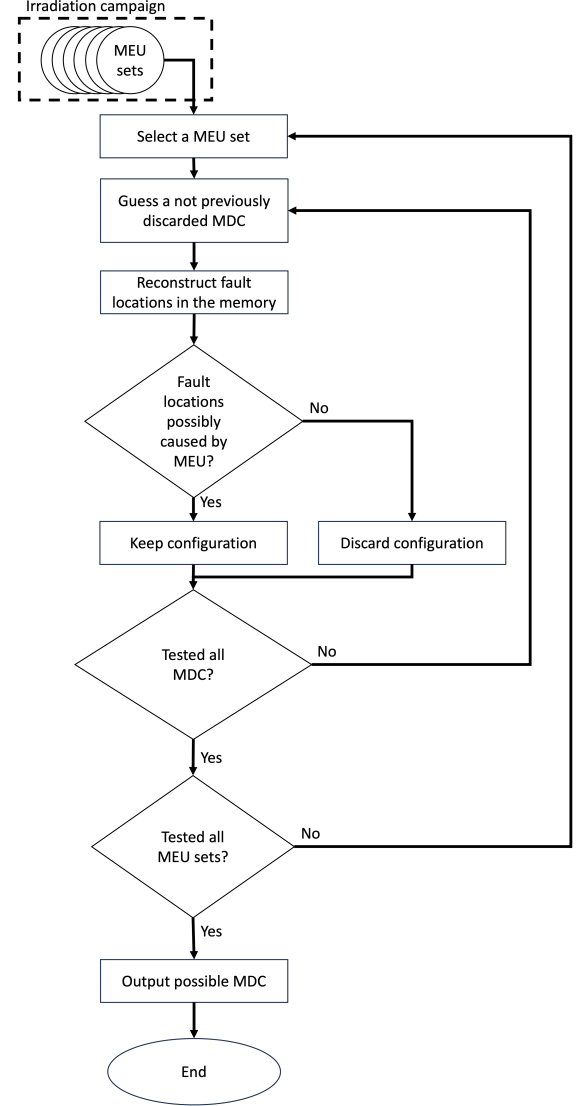 Irradiation campaign
MEU
sets
Select a MEU set
Guess a not previously
discarded MDC
Reconstruct fault
locations in the memory
Fault
locations
possibly
caused by
MEU?
No
Yes
Keep configuration
Discard configuration
Tested all
MDC?
No
Yes
Tested all
MEU sets?
No
Yes
Output possible MDC
End